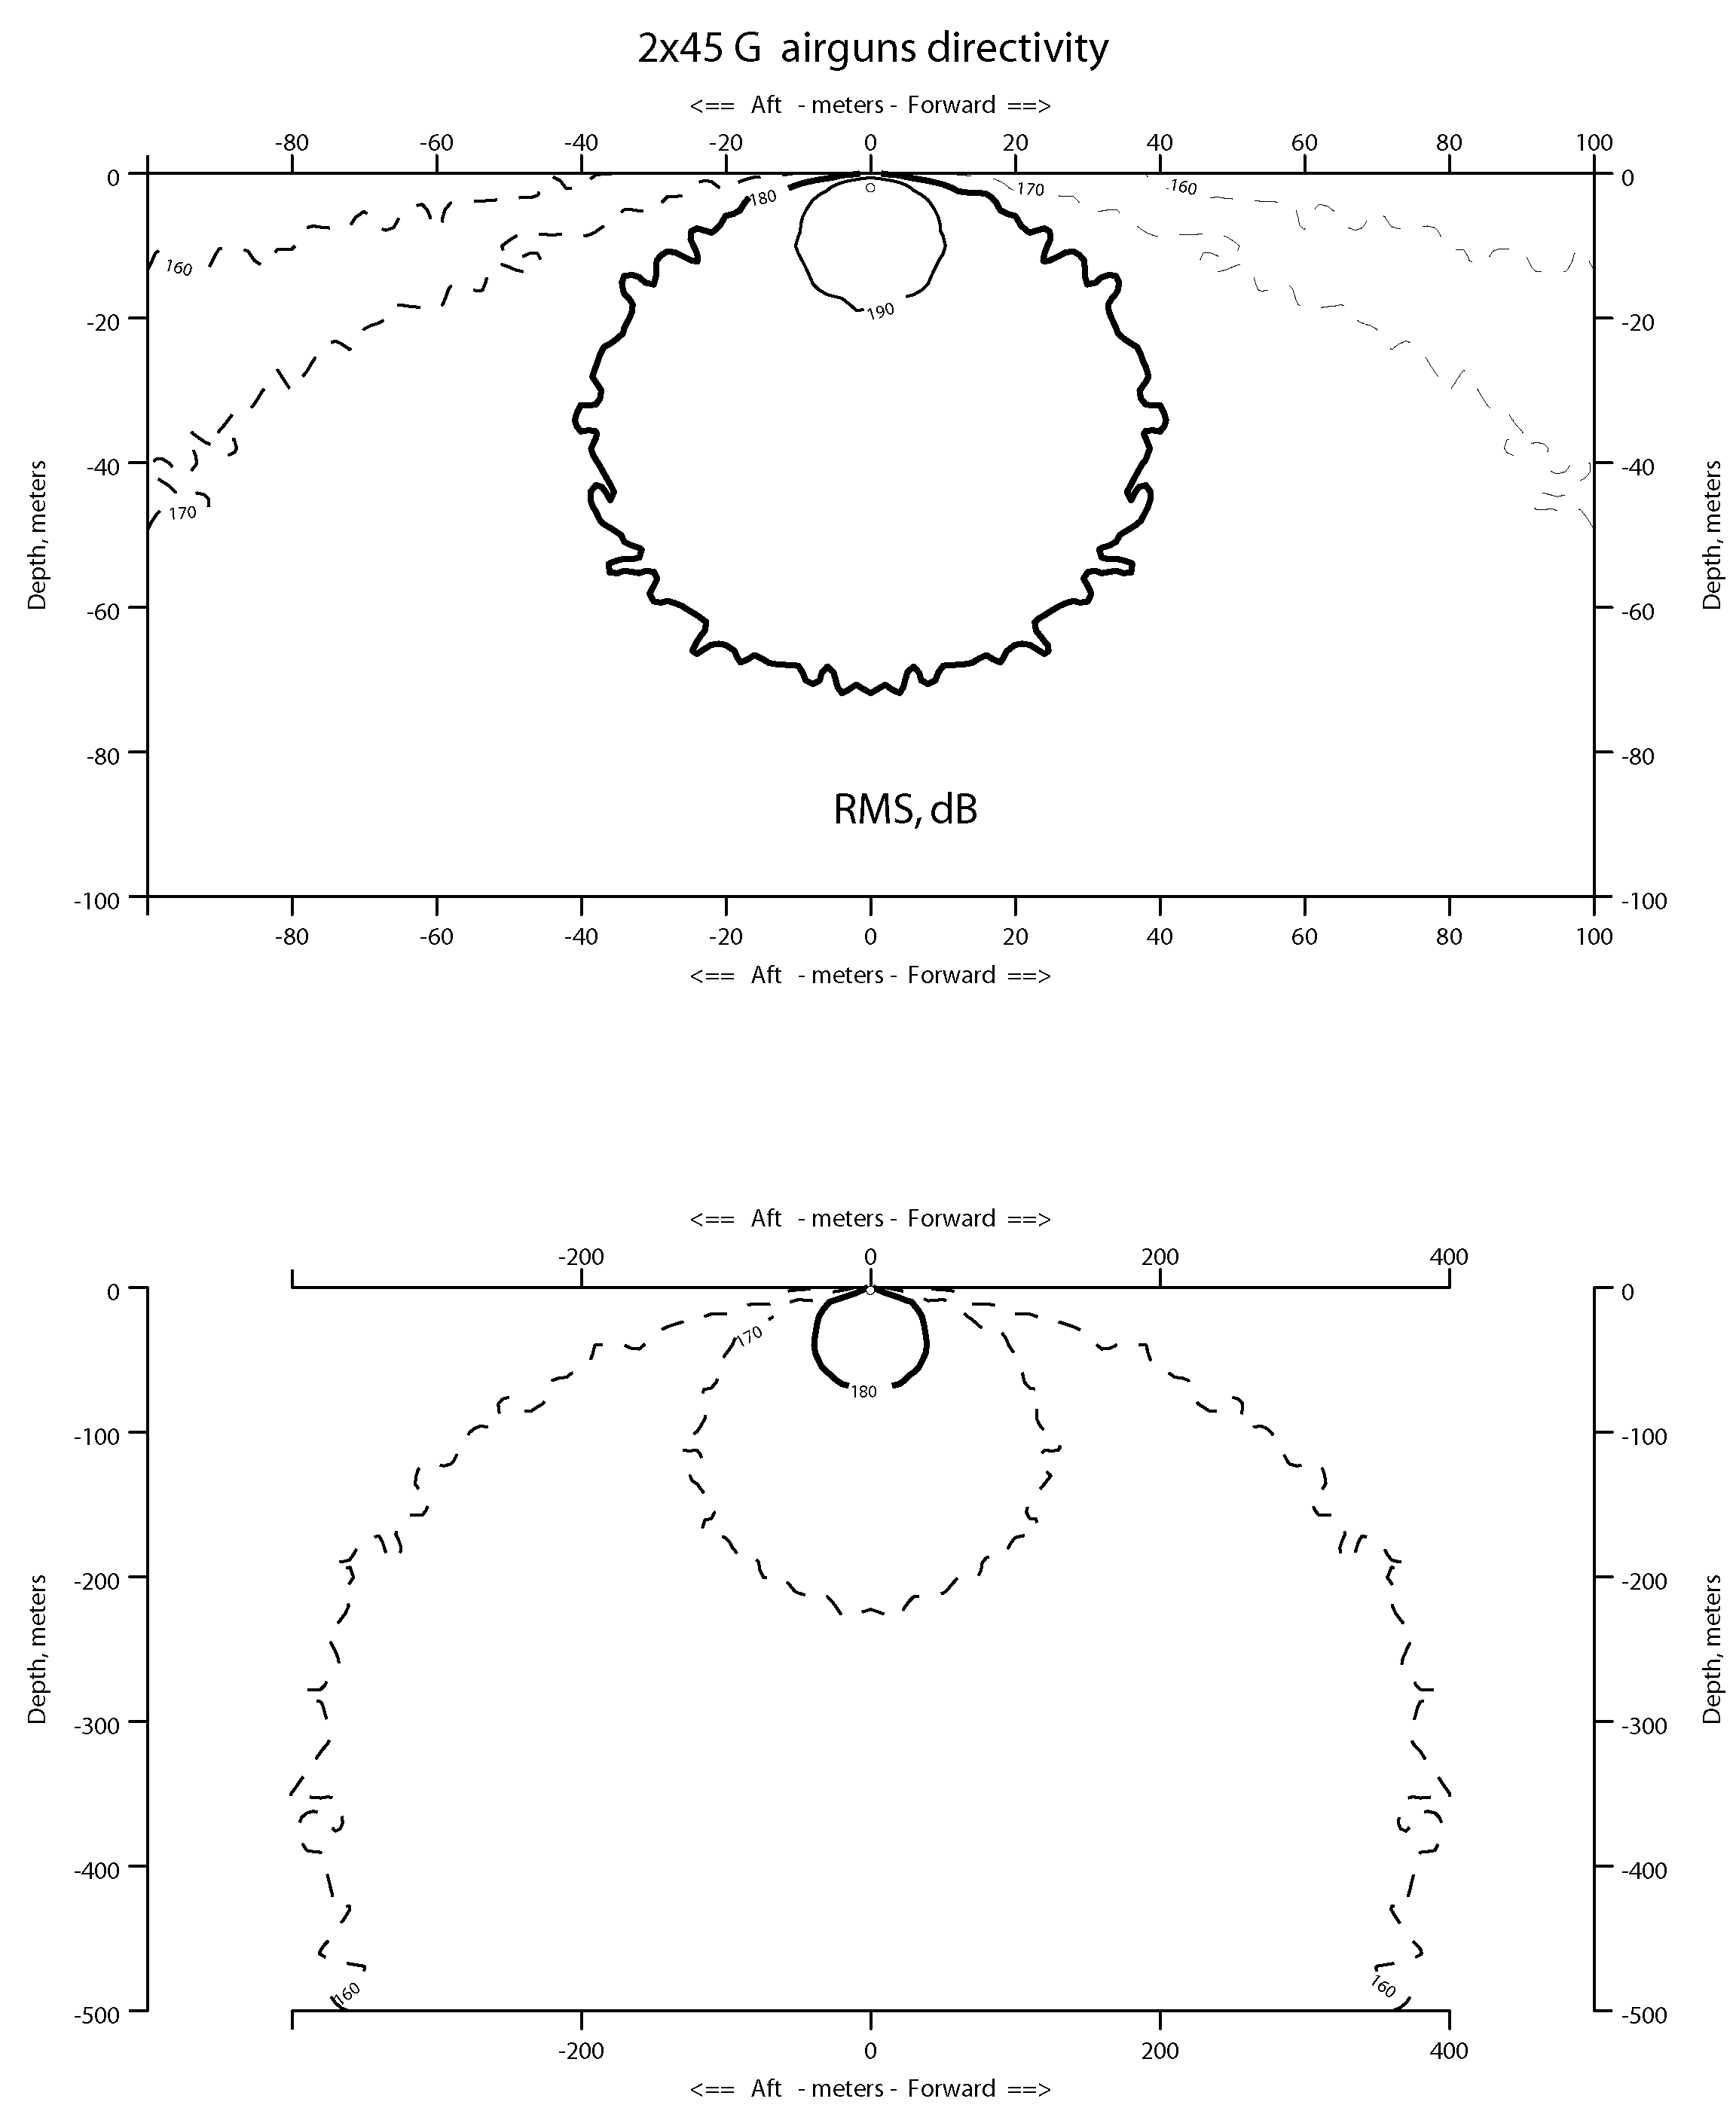 2x45 G airguns directivity
<== Aft - meters - Forward ==>
-80 -60 -40 -20 0 20 40 60 80 100
0 0
180 170 160
160
190
-20 -20
-40 -40
170
Depth, meters Depth, meters
-60 -60
-80 -80
RMS, dB
-100 -100
-80 -60 -40 -20 0 20 40 60 80 100
<== Aft - meters - Forward ==>
<== Aft - meters - Forward ==>
-200 0 200 400
0 0
170
180
-100 -100
-200 -200
Depth, meters Depth, meters
-300 -300
-400 -400
160 160
-500 -500
-200 0 200 400
<== Aft - meters - Forward ==>